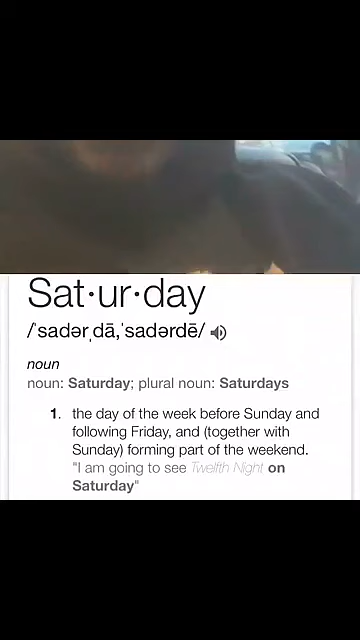 Sat·ur·day
/ˈsadərˌdā,ˈsadərdē/
noun
noun: Saturday; plural noun: Saturdays
1. the day of the week before Sunday and
following Friday, and (together with
Sunday) forming part of the weekend.
"I am going to see Twelfth Night on
Saturday"